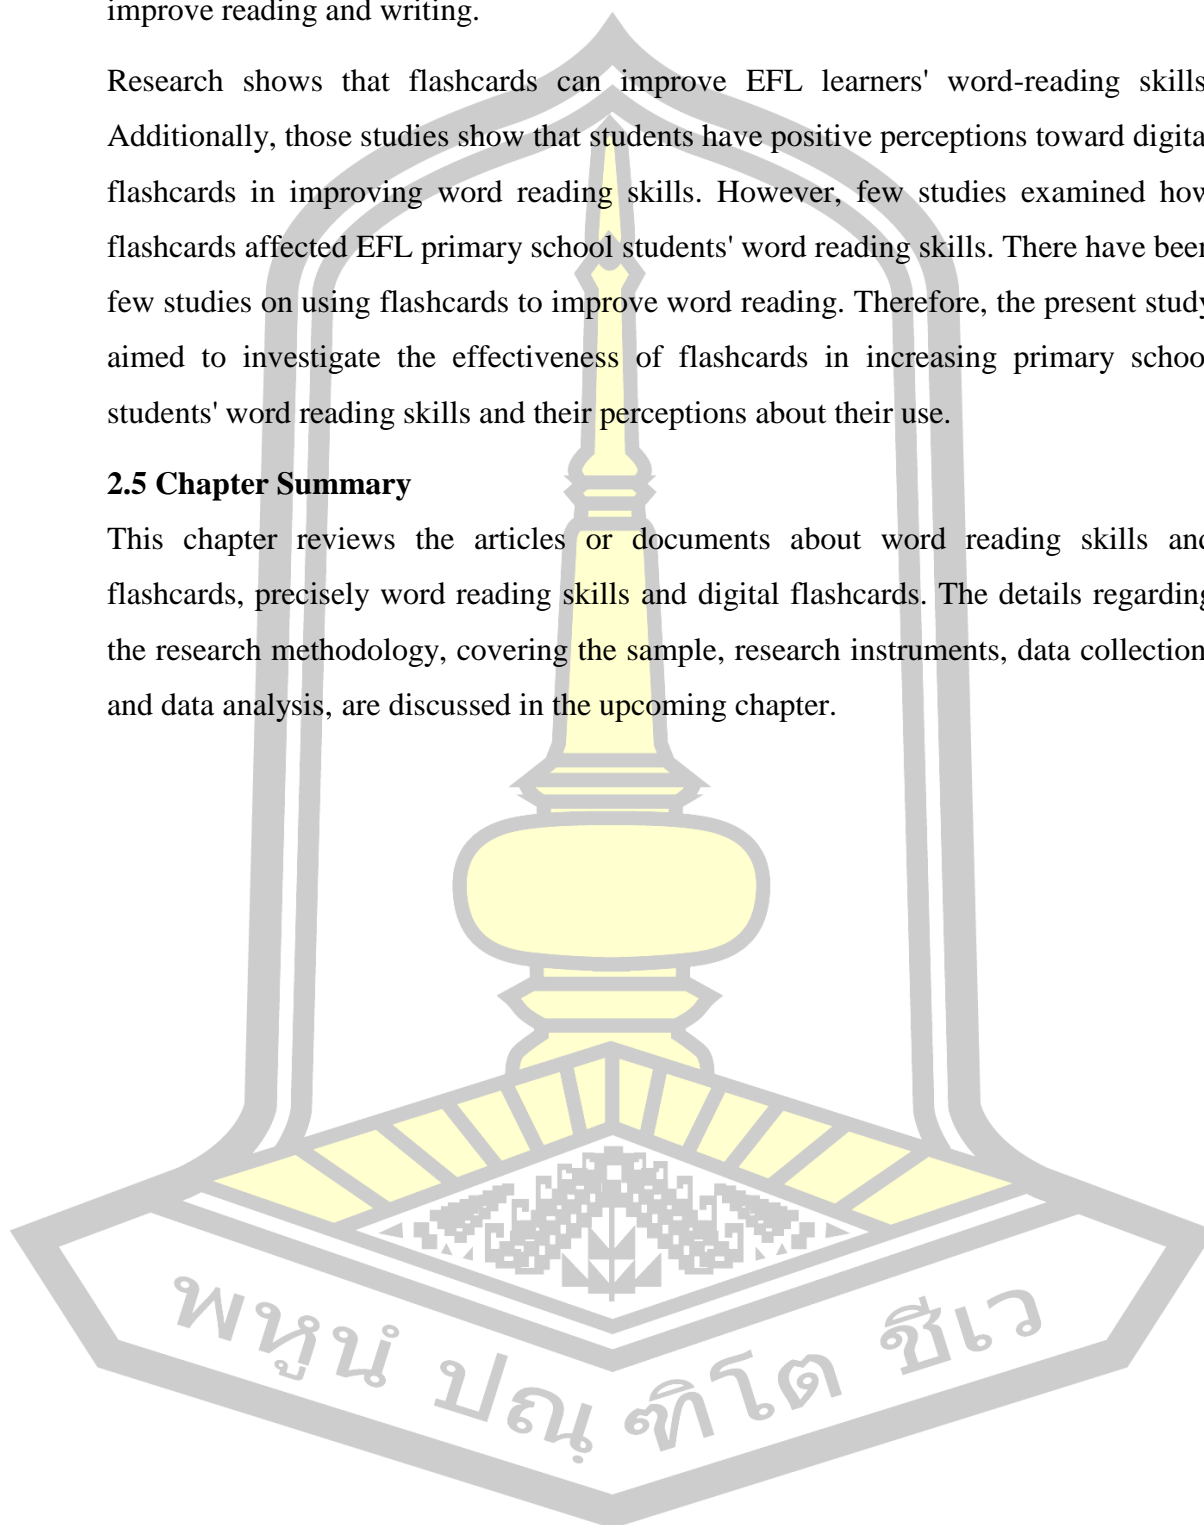 improve reading and writing.
Research shows that flashcards can improve EFL learners' word-reading skills
Additionally, those studies show that students have positive perceptions toward digita
flashcards in improving word reading skills. However, few studies examined how
flashcards affected EFL primary school students' word reading skills. There have been
few studies on using flashcards to improve word reading. Therefore, the present study
aimed to investigate the effectiveness of flashcards in increasing primary schoo
students' word reading skills and their perceptions about their use.
2.5 Chapter Summary
This chapter reviews the articles or documents about word reading skills and
flashcards, precisely word reading skills and digital flashcards. The details regarding
the research methodology, covering the sample, research instruments, data collection
and data analysis, are discussed in the upcoming chapter.
พหูนํ ปณฺฑิโต ชีเว